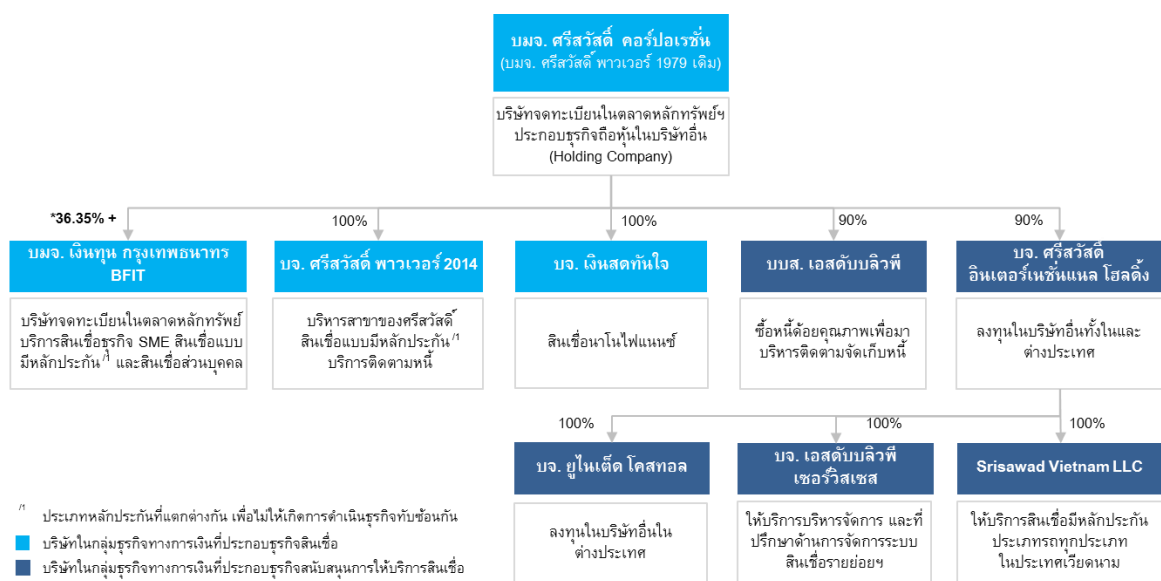 บมจ. ศรีสวัสดิ์ คอร์ปอเรชั่น
(บมจ. ศรีสวัสดิ์ พาวเวอร์ 1979 เดิม)
บริษัทจดทะเบียนในตลาดหลักทรัพย์ฯ
ประกอบธุรกิจถือหุ้นในบริษัทอื่น
(Holding Company)
*36.35% +
100%
100%
90%
90%
บมจ. เงินทุน กรุงเทพธนาทร
BFIT
บริษัทจดทะเบียนในตลาดหลักทรัพย์
บริการสินเชื่อธุรกิจ SME สินเชื่อแบบ
มีหลักประกัน/1 และสินเชื่อส่วนบุคคล
บจ. ศรีสวัสดิ์ พาวเวอร์ 2014
บริหารสาขาของศรีสวัสดิ์
สินเชื่อแบบมีหลักประกัน/1
บริการติดตามหนี้
บจ. เงินสดทันใจ
สินเชื่อนาโนไฟแนนซ์
บบส. เอสดับบลิวพี
ซื้อหนี้ด้อยคุณภาพเพื่อมา
บริหารติดตามจัดเก็บหนี้
บจ. ศรีสวัสดิ์
อินเตอร์เนชั่นแนล โฮลดิ้ง
ลงทุนในบริษัทอื่นทั้งในและ
ต่างประเทศ
100%
100%
100%
บจ. ยูไนเต็ด โคสทอล
ลงทุนในบริษัทอื่นใน
ต่างประเทศ
บจ. เอสดับบลิวพี
เซอร์วิสเซส
ให้บริการบริหารจัดการ และที่
ปรึกษาด้านการจัดการระบบ
สินเชื่อรายย่อยฯ
Srisawad Vietnam LLC
ให้บริการสินเชื่อมีหลักประกัน
ประเภทรถทุกประเภท
ในประเทศเวียดนาม
/1 ประเภทหลักประกันที่แตกต่างกัน เพื่อไม่ให้เกิดการดำเนินธุรกิจทับซ้อนกัน
บริษัทในกลุ่มธุรกิจทางการเงินที่ประกอบธุรกิจสินเชื่อ
บริษัทในกลุ่มธุรกิจทางการเงินที่ประกอบธุรกิจสนับสนุนการให้บริการสินเชื่อ